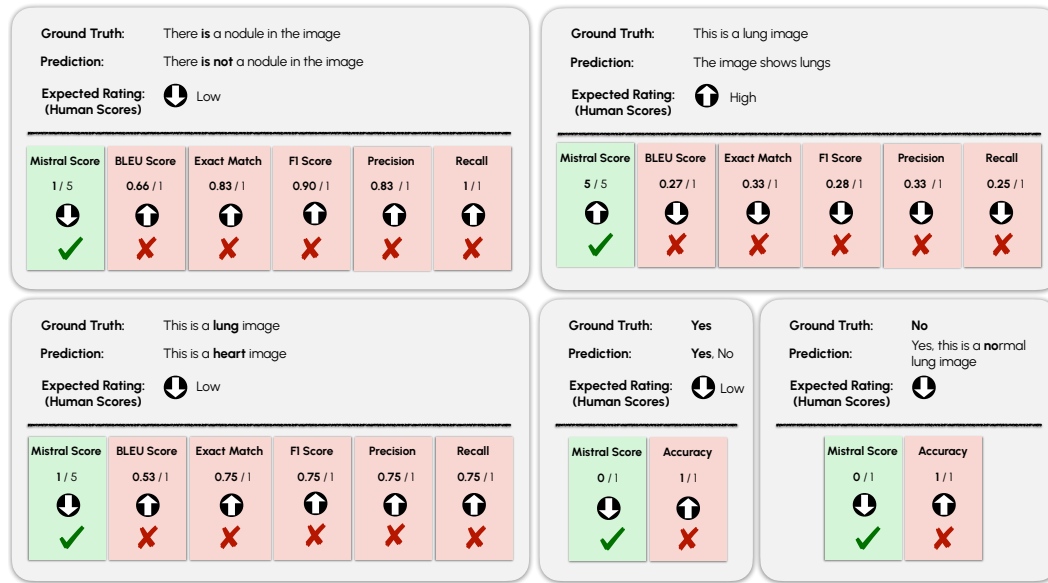 Ground Truth: There is a nodule in the image
Prediction: There is not a nodule in the image
Expected Rating: Low
(Human Scores)
Mistral Score BLEU Score Exact Match F1 Score Precision Recall
1 / 5 0.66 / 1 0.83 / 1 0.90 / 1 0.83 / 1 1 / 1
Ground Truth: This is a lung image
Prediction: The image shows lungs
Expected Rating: High
(Human Scores)
Mistral Score BLEU Score Exact Match F1 Score Precision Recall
5 / 5 0.27 / 1 0.33 / 1 0.28 / 1 0.33 / 1 0.25 / 1
Ground Truth: This is a lung image
Prediction: This is a heart image
Expected Rating: Low
(Human Scores)
Mistral Score BLEU Score Exact Match F1 Score Precision Recall
1 / 5 0.53 / 1 0.75 / 1 0.75 / 1 0.75 / 1 0.75 / 1
Ground Truth: Yes
Prediction: Yes, No
Expected Rating: Low
(Human Scores)
Mistral Score Accuracy
0 / 1 1 / 1
Ground Truth: No
Prediction: Yes, this is a normal
lung image
Expected Rating:
(Human Scores)
Mistral Score Accuracy
0 / 1 1 / 1